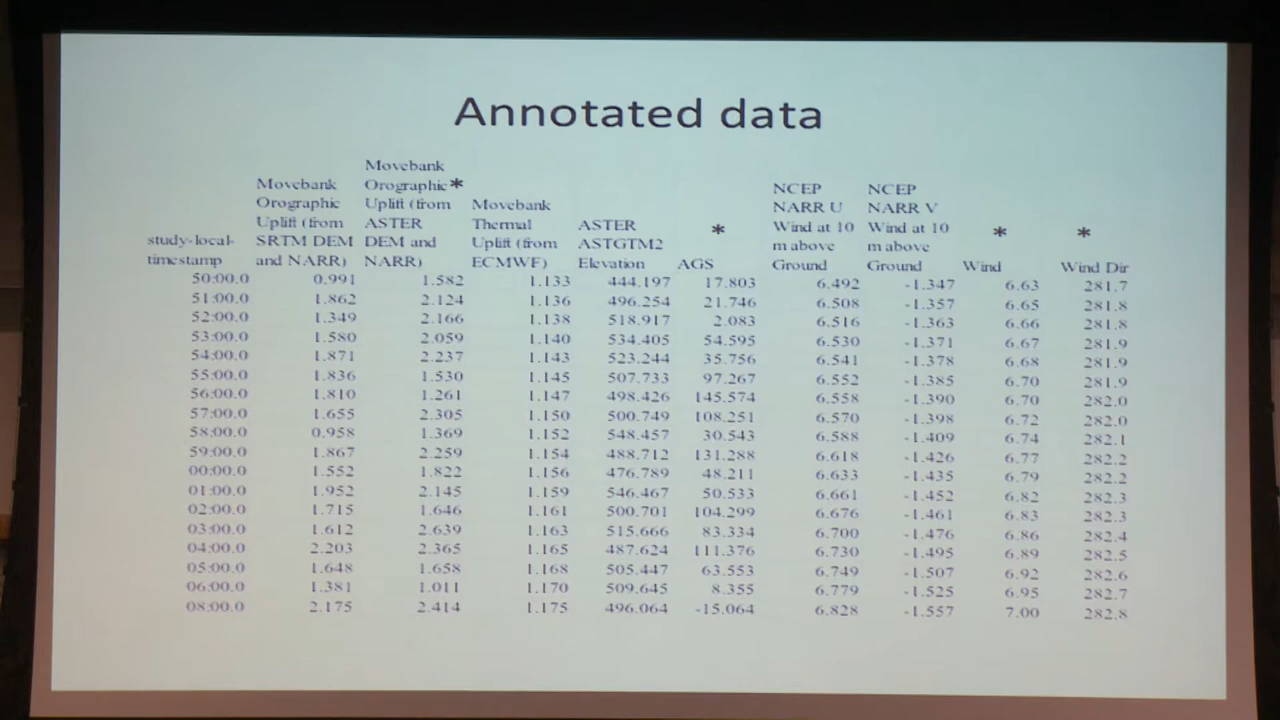 Annotated data
study-local-timestamp | Movebank Orographic Uplift (from SRTM DEM and NARR) | Movebank Orographic* Uplift (from ASTER DEM and NARR) | Movebank Thermal Uplift (from ECMWF) | ASTER ASTGTM2 Elevation | * AGS | NCEP NARR U Wind at 10 m above Ground | NCEP NARR V Wind at 10 m above Ground | * Wind | * Wind Dir
50:00.0 0.991 1.582 1.133 444.197 17.803 6.492 -1.347 6.63 281.7
51:00.0 1.862 2.124 1.136 496.254 21.746 6.508 -1.357 6.65 281.8
52:00.0 1.349 2.166 1.138 518.917 2.083 6.516 -1.363 6.66 281.8
53:00.0 1.580 2.059 1.140 534.405 54.595 6.530 -1.371 6.67 281.9
54:00.0 1.871 2.237 1.143 523.244 35.756 6.541 -1.378 6.68 281.9
55:00.0 1.836 1.530 1.145 507.733 97.267 6.552 -1.385 6.70 281.9
56:00.0 1.810 1.261 1.147 498.426 145.574 6.558 -1.390 6.70 282.0
57:00.0 1.655 2.305 1.150 500.749 108.251 6.570 -1.398 6.72 282.0
58:00.0 0.958 1.369 1.152 548.457 30.543 6.588 -1.409 6.74 282.1
59:00.0 1.867 2.259 1.154 488.712 131.288 6.618 -1.426 6.77 282.2
00:00.0 1.552 1.822 1.156 476.789 48.211 6.633 -1.435 6.79 282.2
01:00.0 1.952 2.145 1.159 546.467 50.533 6.661 -1.452 6.82 282.3
02:00.0 1.715 1.646 1.161 500.701 104.299 6.676 -1.461 6.83 282.3
03:00.0 1.612 2.639 1.163 515.666 83.334 6.700 -1.476 6.86 282.4
04:00.0 2.203 2.365 1.165 487.624 111.376 6.730 -1.495 6.89 282.5
05:00.0 1.648 1.658 1.168 505.447 63.553 6.749 -1.507 6.92 282.6
06:00.0 1.381 1.011 1.170 509.645 8.355 6.779 -1.525 6.95 282.7
08:00.0 2.175 2.414 1.175 496.064 -15.064 6.828 -1.557 7.00 282.8